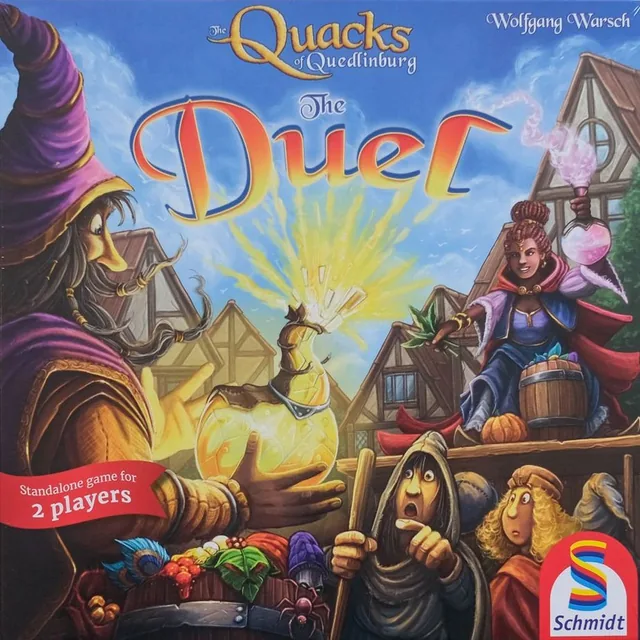 The Quacks
of Quedlinburg
Wolfgang Warsch
The
Duel
Standalone game for
2 players
S
Schmidt